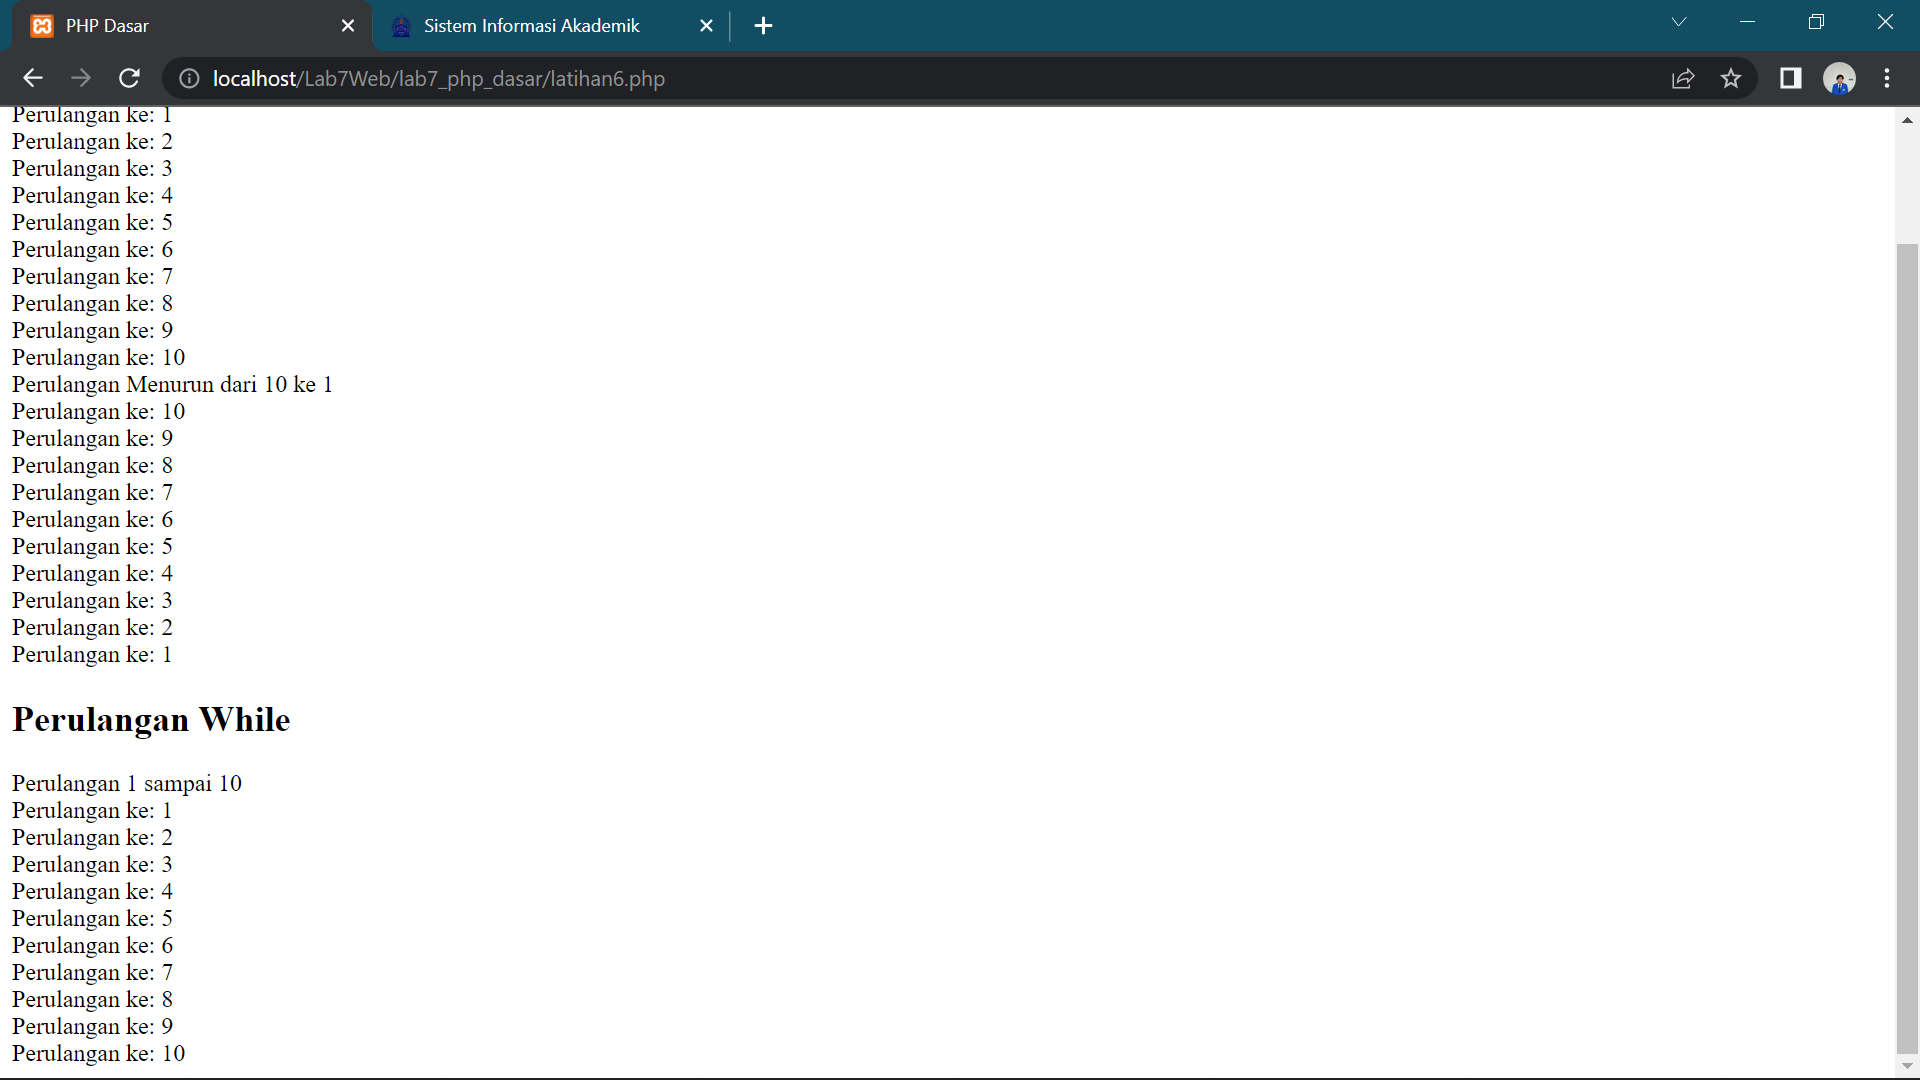 PHP Dasar
Sistem Informasi Akademik
localhost/Lab7Web/lab7_php_dasar/latihan6.php
Perulangan ke: 1
Perulangan ke: 2
Perulangan ke: 3
Perulangan ke: 4
Perulangan ke: 5
Perulangan ke: 6
Perulangan ke: 7
Perulangan ke: 8
Perulangan ke: 9
Perulangan ke: 10
Perulangan Menurun dari 10 ke 1
Perulangan ke: 10
Perulangan ke: 9
Perulangan ke: 8
Perulangan ke: 7
Perulangan ke: 6
Perulangan ke: 5
Perulangan ke: 4
Perulangan ke: 3
Perulangan ke: 2
Perulangan ke: 1
Perulangan While
Perulangan 1 sampai 10
Perulangan ke: 1
Perulangan ke: 2
Perulangan ke: 3
Perulangan ke: 4
Perulangan ke: 5
Perulangan ke: 6
Perulangan ke: 7
Perulangan ke: 8
Perulangan ke: 9
Perulangan ke: 10